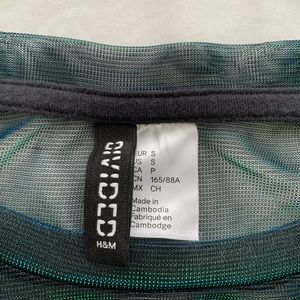 DIVIDED
H&M
EUR S
US S
CA P
CN 165/88A
MX CH
Made in
Cambodia
Fabriqué en
Cambodge